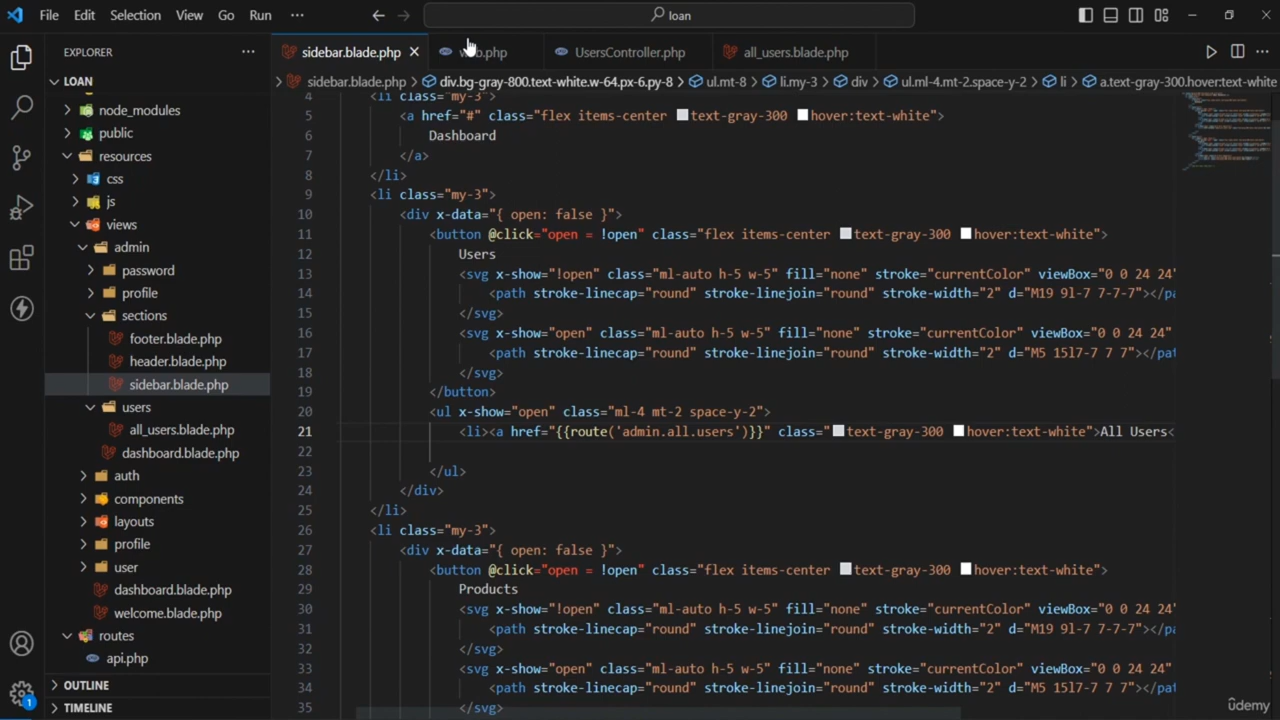 File Edit Selection View Go Run ··· loan
EXPLORER ···
sidebar.blade.php UsersController.php all_users.blade.php
LOAN
node_modules
public
resources
css
js
views
admin
password
profile
sections
footer.blade.php
header.blade.php
sidebar.blade.php
users
all_users.blade.php
dashboard.blade.php
auth
components
layouts
profile
user
dashboard.blade.php
welcome.blade.php
routes
api.php
OUTLINE
TIMELINE
1
sidebar.blade.php > div.bg-gray-800.text-white.w-64.px-6.py-8 > ul.mt-8 > li.my-3 > div > ul.ml-4.mt-2.space-y-2 > li > a.text-gray-300.hover:text-white
4 <li class="my-3">
5 <a href="#" class="flex items-center text-gray-300 hover:text-white">
6 Dashboard
7 </a>
8 </li>
9 <li class="my-3">
10 <div x-data="{ open: false }">
11 <button @click="open = !open" class="flex items-center text-gray-300 hover:text-white">
12 Users
13 <svg x-show="!open" class="ml-auto h-5 w-5" fill="none" stroke="currentColor" viewBox="0 0 24 24"
14 <path stroke-linecap="round" stroke-linejoin="round" stroke-width="2" d="M19 9l-7 7-7-7"></pa
15 </svg>
16 <svg x-show="open" class="ml-auto h-5 w-5" fill="none" stroke="currentColor" viewBox="0 0 24 24"
17 <path stroke-linecap="round" stroke-linejoin="round" stroke-width="2" d="M5 15l7-7 7 7"></pat
18 </svg>
19 </button>
20 <ul x-show="open" class="ml-4 mt-2 space-y-2">
21 <li><a href="{{route('admin.all.users')}}" class="text-gray-300 hover:text-white">All Users<
22
23 </ul>
24 </div>
25 </li>
26 <li class="my-3">
27 <div x-data="{ open: false }">
28 <button @click="open = !open" class="flex items-center text-gray-300 hover:text-white">
29 Products
30 <svg x-show="!open" class="ml-auto h-5 w-5" fill="none" stroke="currentColor" viewBox="0 0 24 24"
31 <path stroke-linecap="round" stroke-linejoin="round" stroke-width="2" d="M19 9l-7 7-7-7"></pa
32 </svg>
33 <svg x-show="open" class="ml-auto h-5 w-5" fill="none" stroke="currentColor" viewBox="0 0 24 24"
34 <path stroke-linecap="round" stroke-linejoin="round" stroke-width="2" d="M5 15l7-7 7 7"></pat
35 </svg>
ûdemy